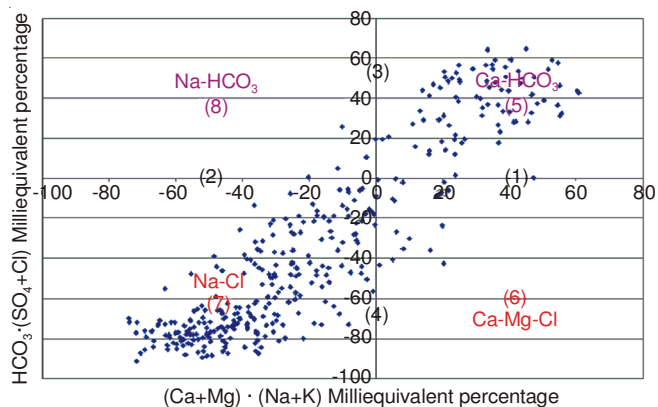 80
60
(3)
Na-HCO₃
Ca-HCO₃
40
(8)
(5)
20
(2)
0
(1)
-100 -80 -60 -40 -20 0 20 40 60 80
-20
-40
Na-Cl
(7)
-60
(6)
(4)
Ca-Mg-Cl
-80
-100
HCO₃·(SO₄+Cl) Milliequivalent percentage
(Ca+Mg) · (Na+K) Milliequivalent percentage